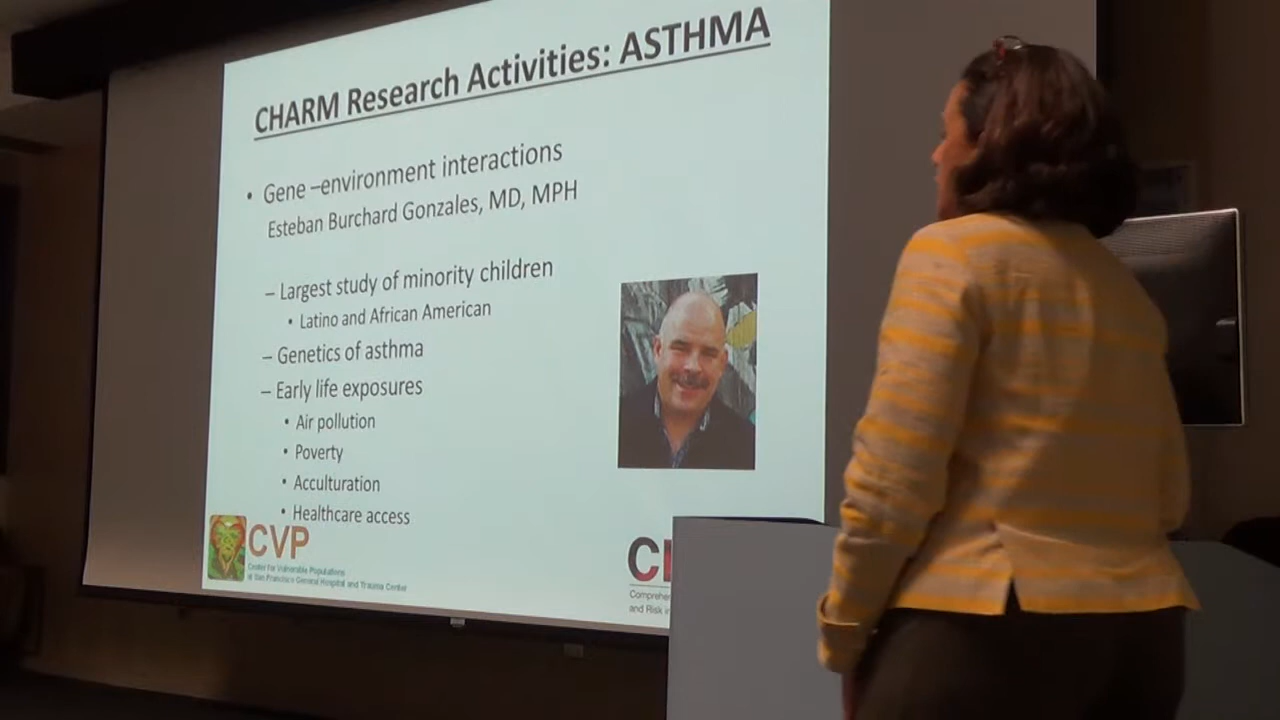 CHARM Research Activities: ASTHMA
• Gene –environment interactions
Esteban Burchard Gonzales, MD, MPH
– Largest study of minority children
• Latino and African American
– Genetics of asthma
– Early life exposures
• Air pollution
• Poverty
• Acculturation
• Healthcare access
CVP
Center for Vulnerable Populations
at San Francisco General Hospital and Trauma Center
and Risk